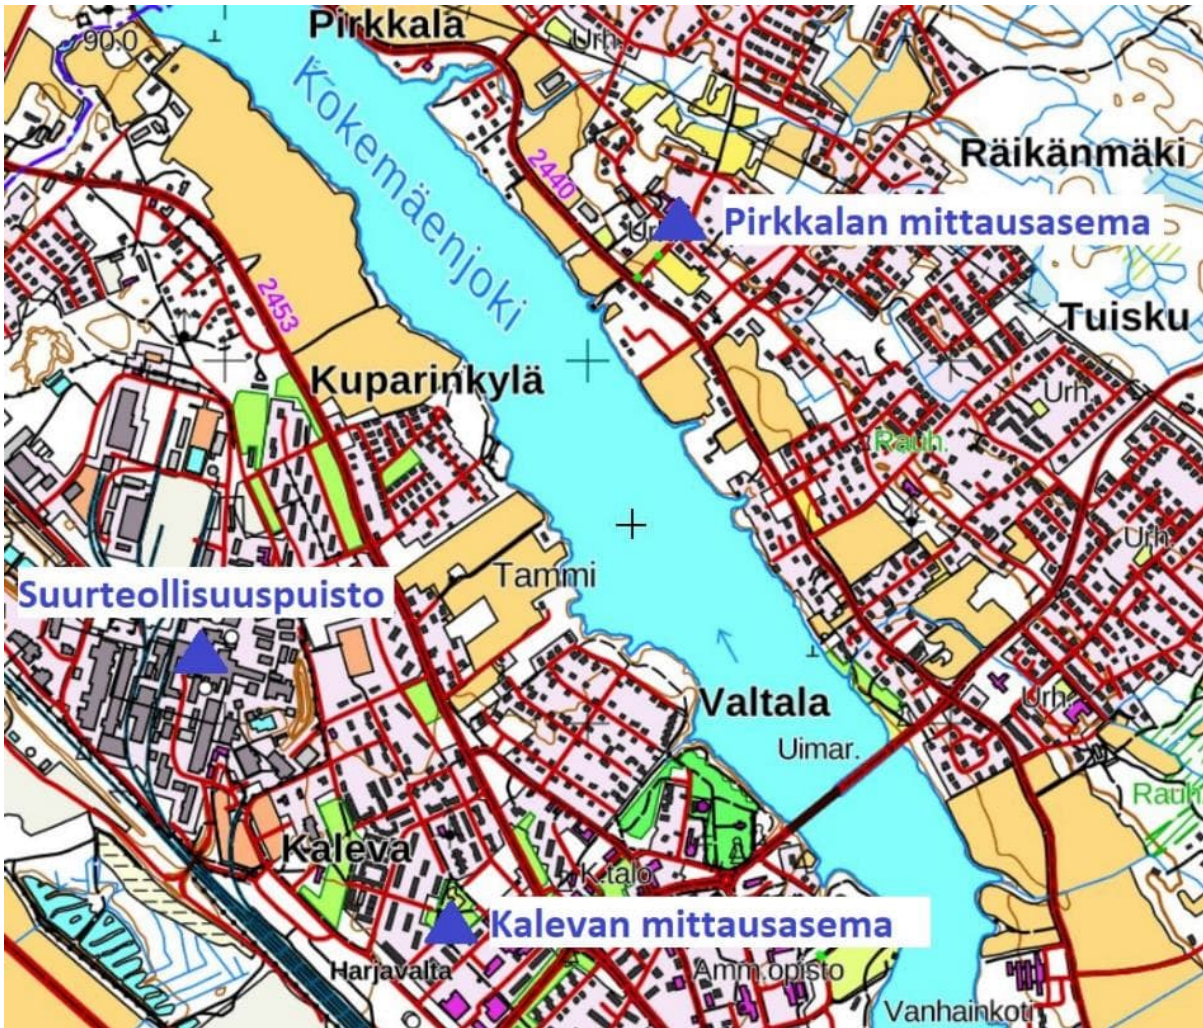 Pirkkala
90.0
Urh.
Kokemäenjoki
2440
Räikänmäki
Pirkkalan mittausasema
Urh.
2453
Tuisku
Kuparinkylä
Urh.
Rauh.
Urh.
Tammi
Suurteollisuuspuisto
Valtala
Urh.
Uimar.
Rauh.
Kaleva
K.talo
Kalevan mittausasema
Harjavalta
Amm.opisto
Vanhainkoti